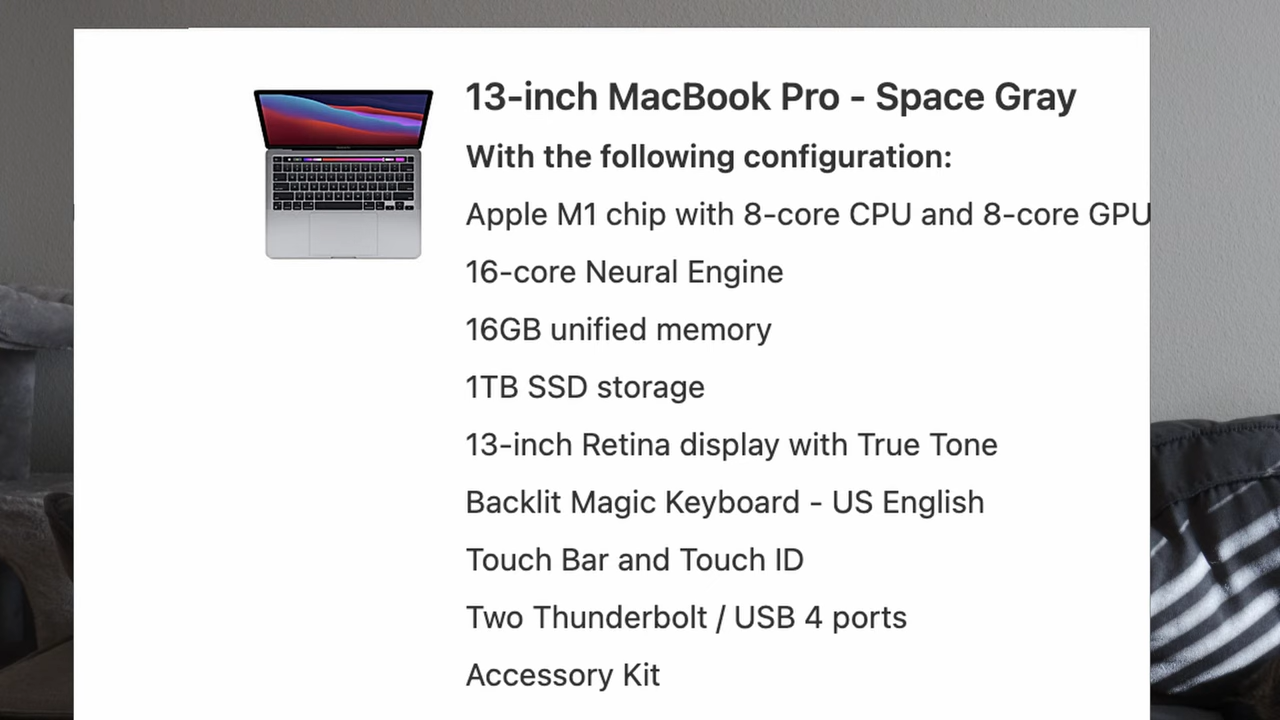 13-inch MacBook Pro - Space Gray
With the following configuration:
Apple M1 chip with 8-core CPU and 8-core GPU
16-core Neural Engine
16GB unified memory
1TB SSD storage
13-inch Retina display with True Tone
Backlit Magic Keyboard - US English
Touch Bar and Touch ID
Two Thunderbolt / USB 4 ports
Accessory Kit